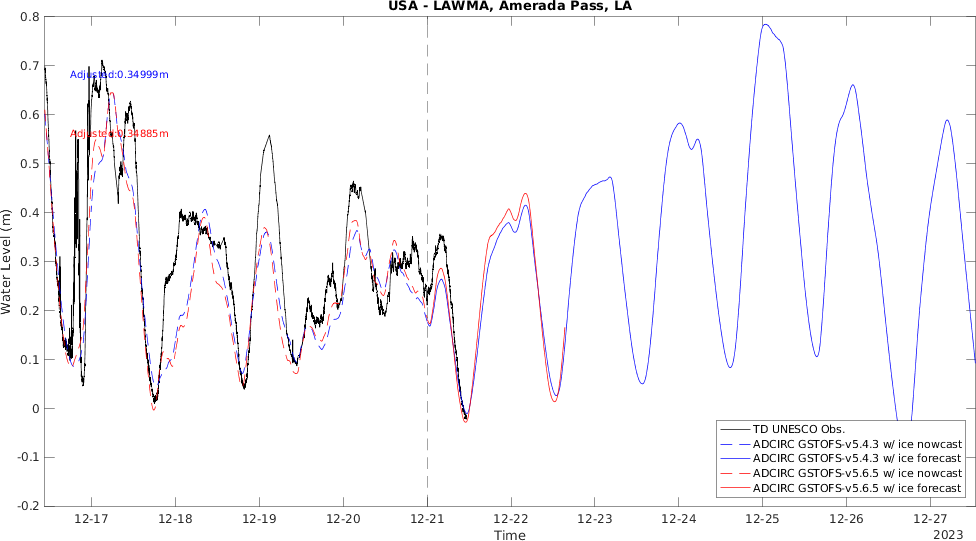 USA - LAWMA, Amerada Pass, LA
0.8
0.7
0.6
0.5
0.4
0.3
0.2
0.1
0
-0.1
-0.2
Water Level (m)
Adjusted:0.34999m
Adjusted:0.34885m
TD UNESCO Obs.
ADCIRC GSTOFS-v5.4.3 w/ ice nowcast
ADCIRC GSTOFS-v5.4.3 w/ ice forecast
ADCIRC GSTOFS-v5.6.5 w/ ice nowcast
ADCIRC GSTOFS-v5.6.5 w/ ice forecast
12-17 12-18 12-19 12-20 12-21 12-22 12-23 12-24 12-25 12-26 12-27
Time
2023